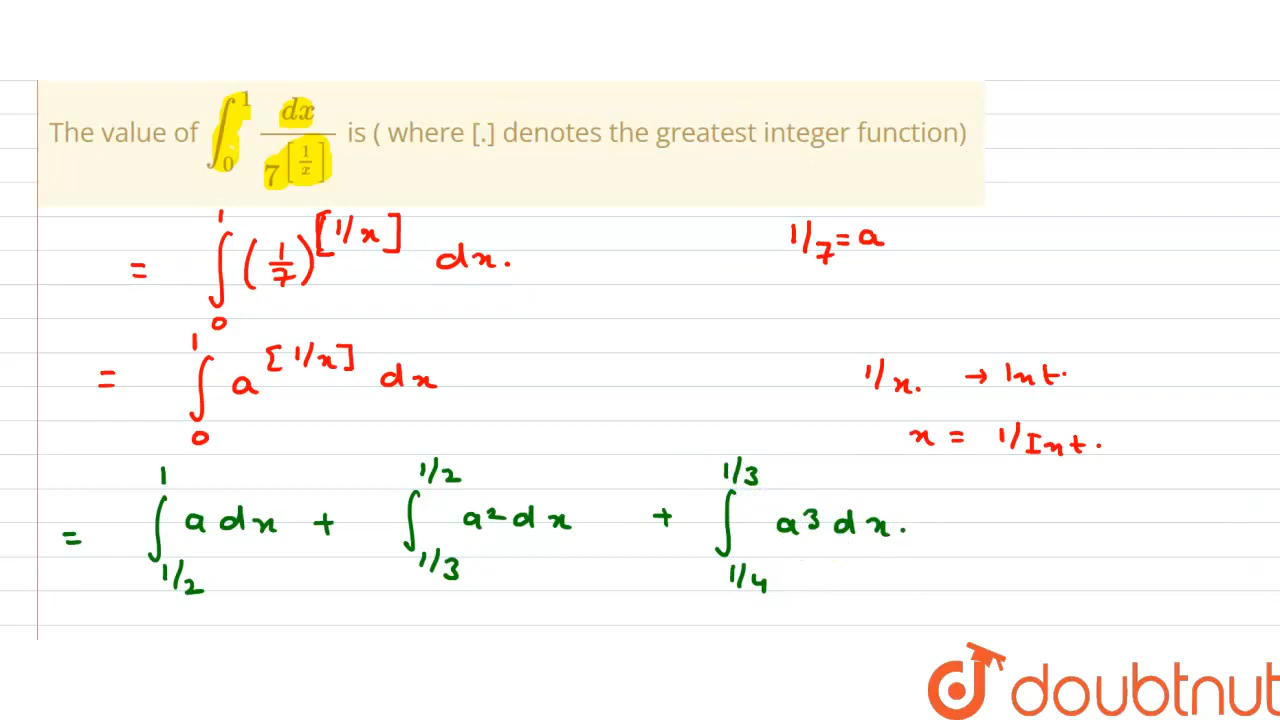 The value of ∫₀¹ dx / 7^[1/x] is ( where [.] denotes the greatest integer function)
= ∫₀¹ (1/7)^[1/x] dx.
1/7 = a
= ∫₀¹ a^[1/x] dx
1/x. → Int.
x = 1/Int.
= ∫_{1/2}^{1} a dx + ∫_{1/3}^{1/2} a² dx + ∫_{1/4}^{1/3} a³ dx.
doubtnut